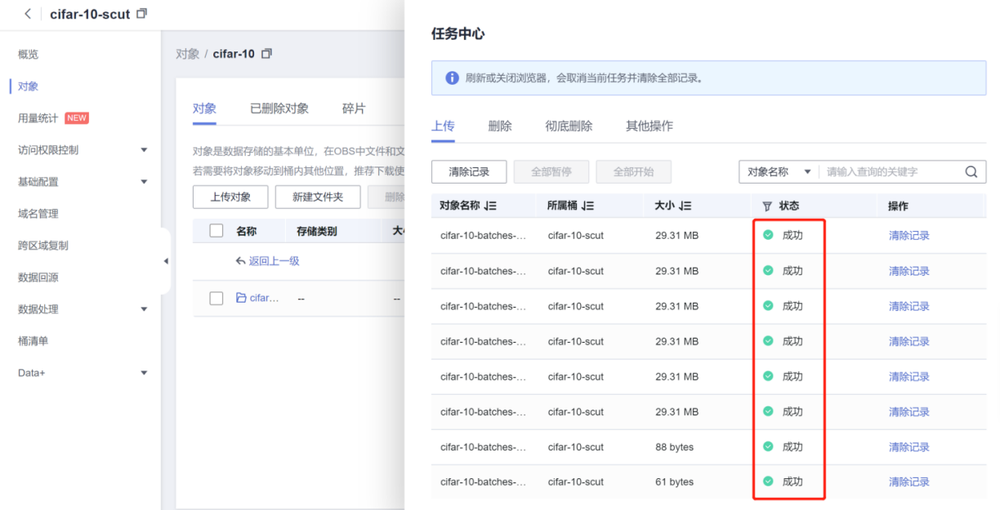 cifar-10-scut
概览
对象
用量统计 NEW
访问权限控制
基础配置
域名管理
跨区域复制
数据回源
数据处理
桶清单
Data+
对象 / cifar-10
对象 已删除对象 碎片
对象是数据存储的基本单位，在OBS中文件和文
若需要将对象移动到桶内其他位置，推荐下载使
上传对象 新建文件夹 删除
名称 存储类别 大
返回上一级
cifar... -- --
任务中心
刷新或关闭浏览器，会取消当前任务并清除全部记录。
上传 删除 彻底删除 其他操作
清除记录 全部暂停 全部开始 对象名称 请输入查询的关键字
对象名称 所属桶 大小 状态 操作
cifar-10-batches-... cifar-10-scut 29.31 MB 成功 清除记录
cifar-10-batches-... cifar-10-scut 29.31 MB 成功 清除记录
cifar-10-batches-... cifar-10-scut 29.31 MB 成功 清除记录
cifar-10-batches-... cifar-10-scut 29.31 MB 成功 清除记录
cifar-10-batches-... cifar-10-scut 29.31 MB 成功 清除记录
cifar-10-batches-... cifar-10-scut 29.31 MB 成功 清除记录
cifar-10-batches-... cifar-10-scut 88 bytes 成功 清除记录
cifar-10-batches-... cifar-10-scut 61 bytes 成功 清除记录